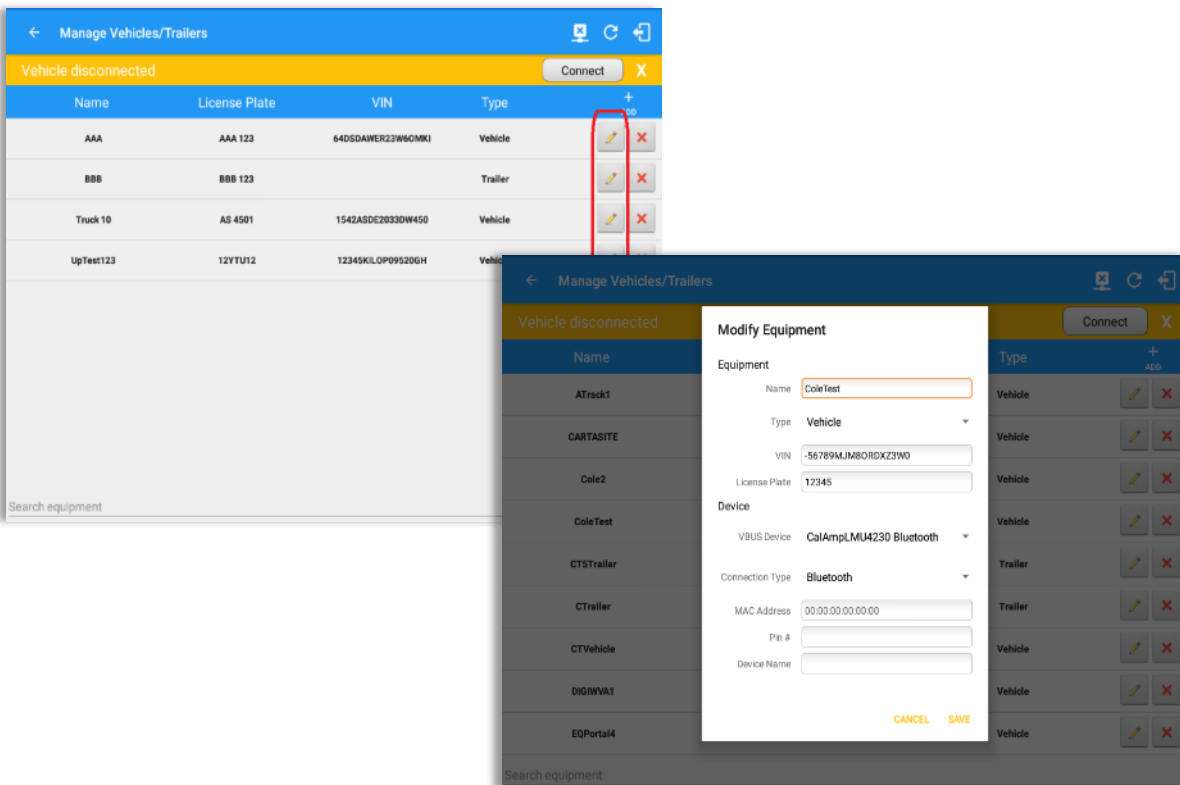 Manage Vehicles/Trailers
Vehicle disconnected Connect X
Name License Plate VIN Type
AAA AAA 123 64DSDAWER23W6OMKI Vehicle
BBB BBB 123 Trailer
Truck 10 AS 4501 1542ASDE2033DW450 Vehicle
UpTest123 12YTU12 12345KILOP09520GH
Search equipment
Manage Vehicles/Trailers
Vehicle disconnected Connect X
Name Type ADD
ATrack1 Vehicle
CARTASITE Vehicle
Cole2 Vehicle
ColeTest Vehicle
CTSTrailer Trailer
CTrailer Trailer
CTVehicle Vehicle
DIGIWVA1 Vehicle
EQPortal4 Vehicle
Search equipment
Modify Equipment
Equipment
Name ColeTest
Type Vehicle
VIN -56789MJM8ORDXZ3W0
License Plate 12345
Device
VBUS Device CalAmpLMU4230 Bluetooth
Connection Type Bluetooth
MAC Address 00:00:00:00:00:00
Pin #
Device Name
CANCEL SAVE